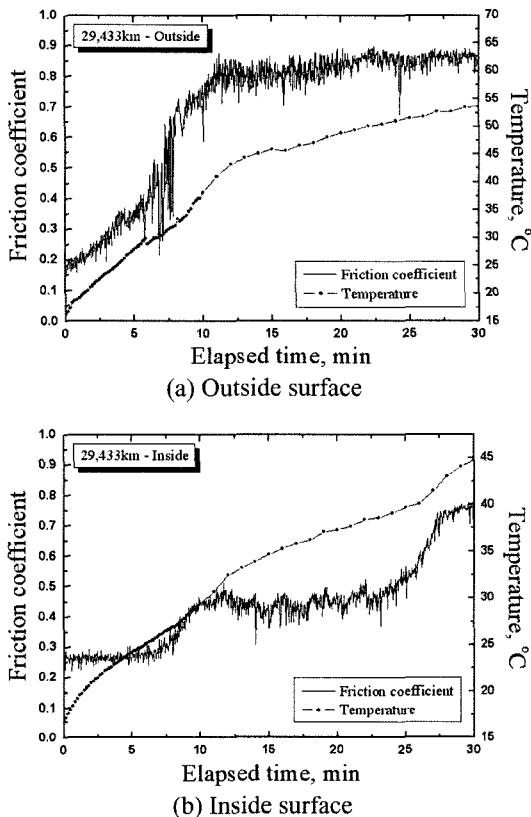 29,433km - Outside
Friction coefficient
1.0
0.9
0.8
0.7
0.6
0.5
0.4
0.3
0.2
0.1
0.0
70
65
60
55
50
45
40
35
30
25
20
15
Temperature, °C
Friction coefficient
Temperature
0 5 10 15 20 25 30
Elapsed time, min
(a) Outside surface
29,433km - Inside
Friction coefficient
1.0
0.9
0.8
0.7
0.6
0.5
0.4
0.3
0.2
0.1
0.0
45
40
35
30
25
20
15
Temperature, °C
Friction coefficient
Temperature
0 5 10 15 20 25 30
Elapsed time, min
(b) Inside surface